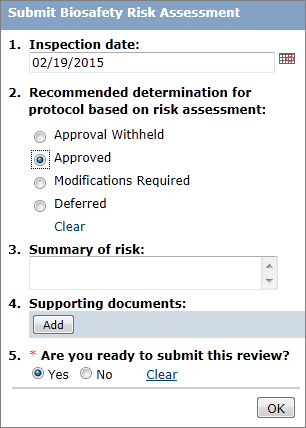 Submit Biosafety Risk Assessment
1. Inspection date:
02/19/2015
2. Recommended determination for
protocol based on risk assessment:
Approval Withheld
Approved
Modifications Required
Deferred
Clear
3. Summary of risk:
4. Supporting documents:
Add
5. * Are you ready to submit this review?
Yes No Clear
OK